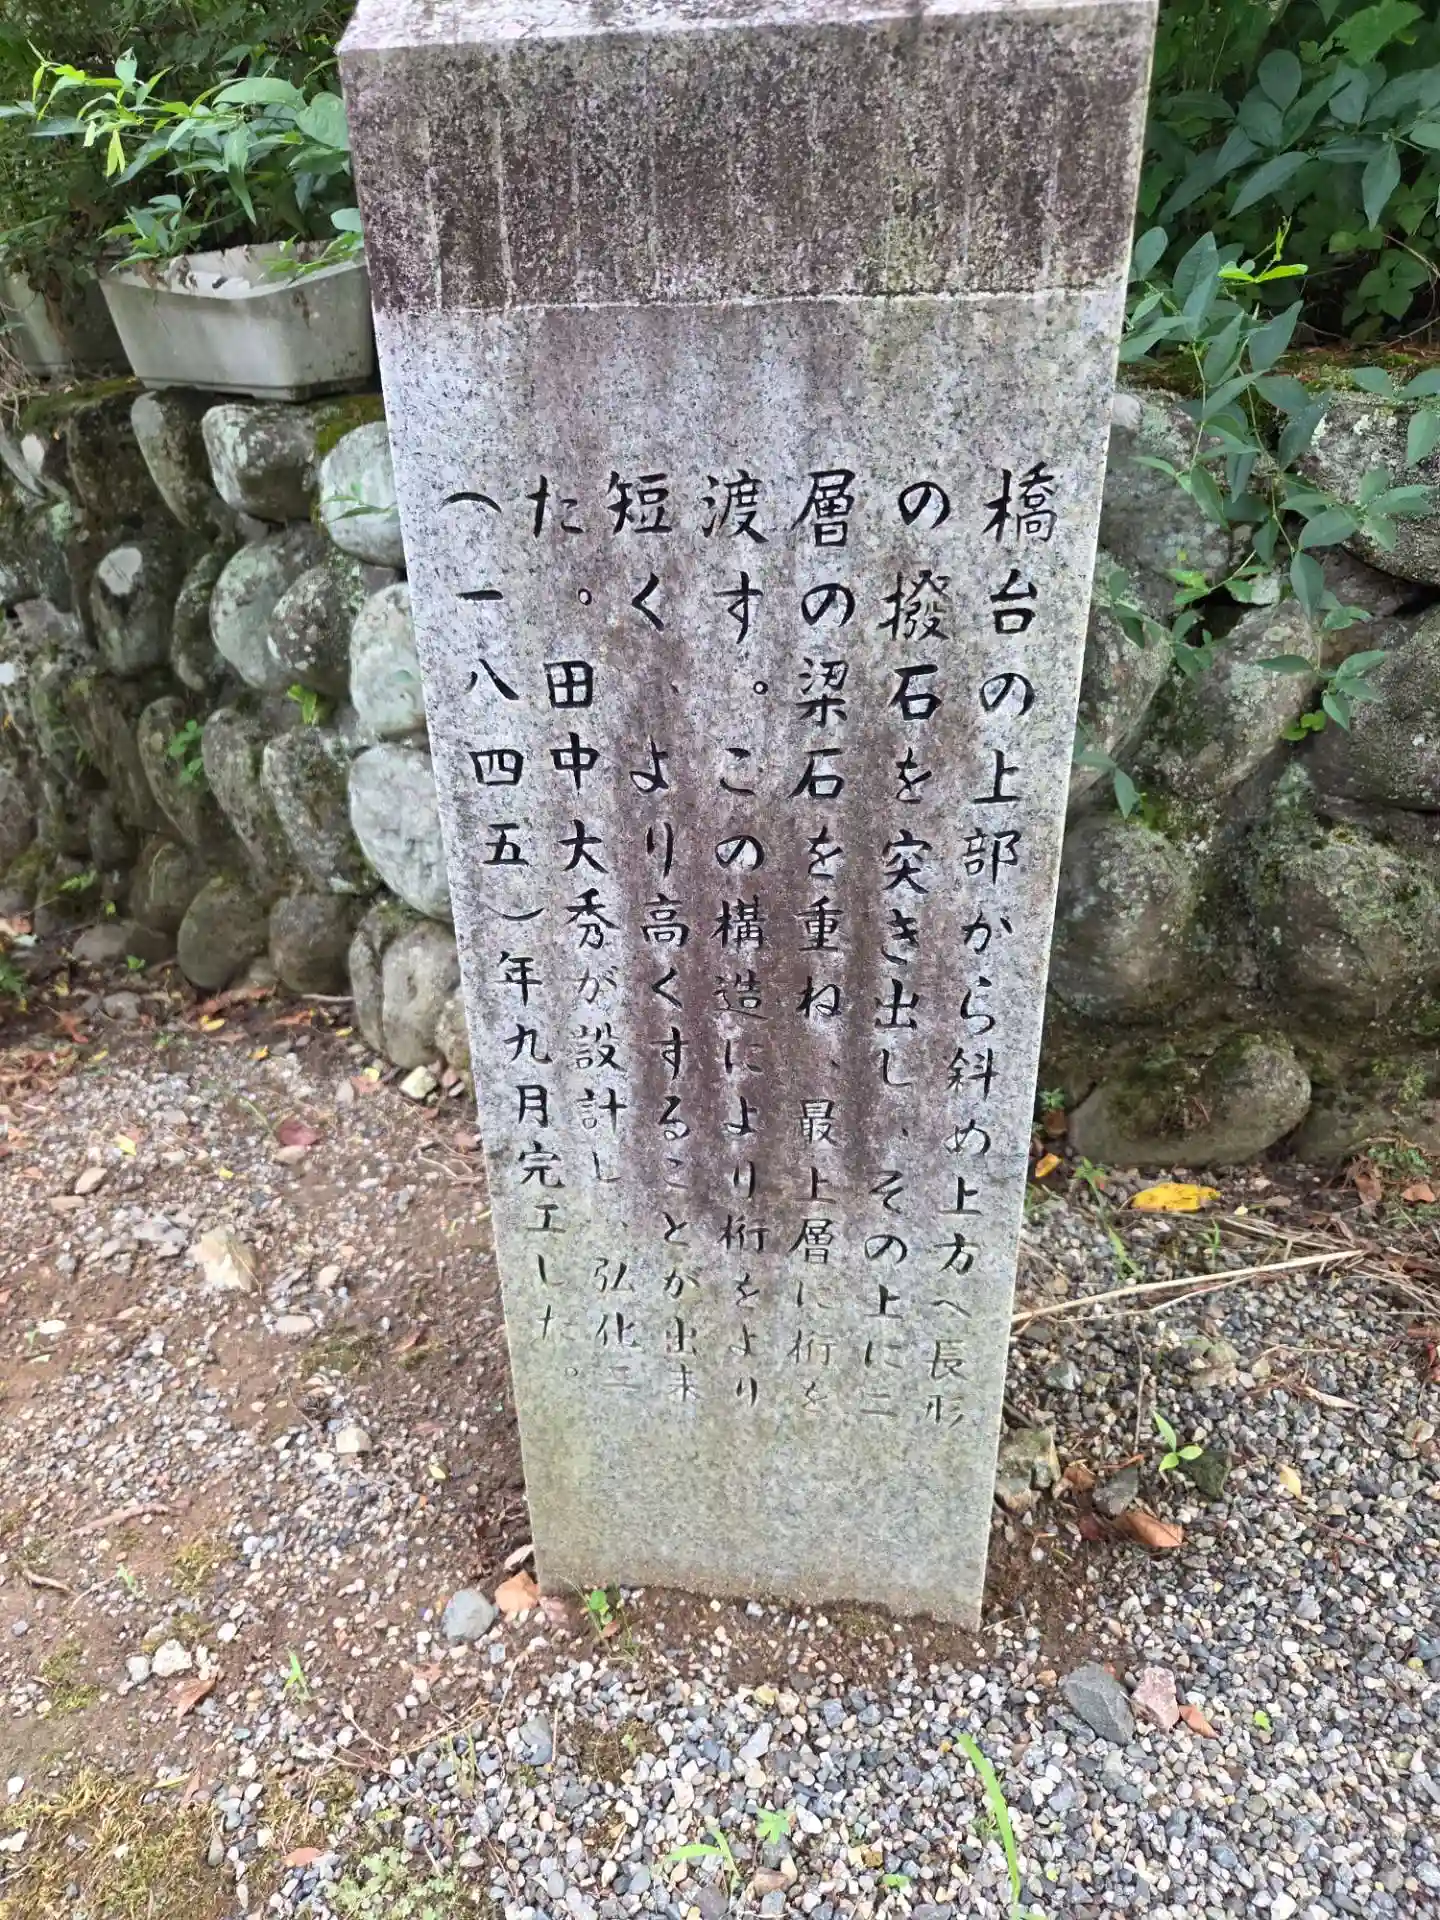 橋台の上部から斜め上方へ長形
の撥石を突き出し、その上に二
層の梁石を重ね、最上層に桁を
渡す。この構造により桁をより
短く、より高くすることが出来
た。田中大秀が設計し、弘化二
（一八四五）年九月完工した。